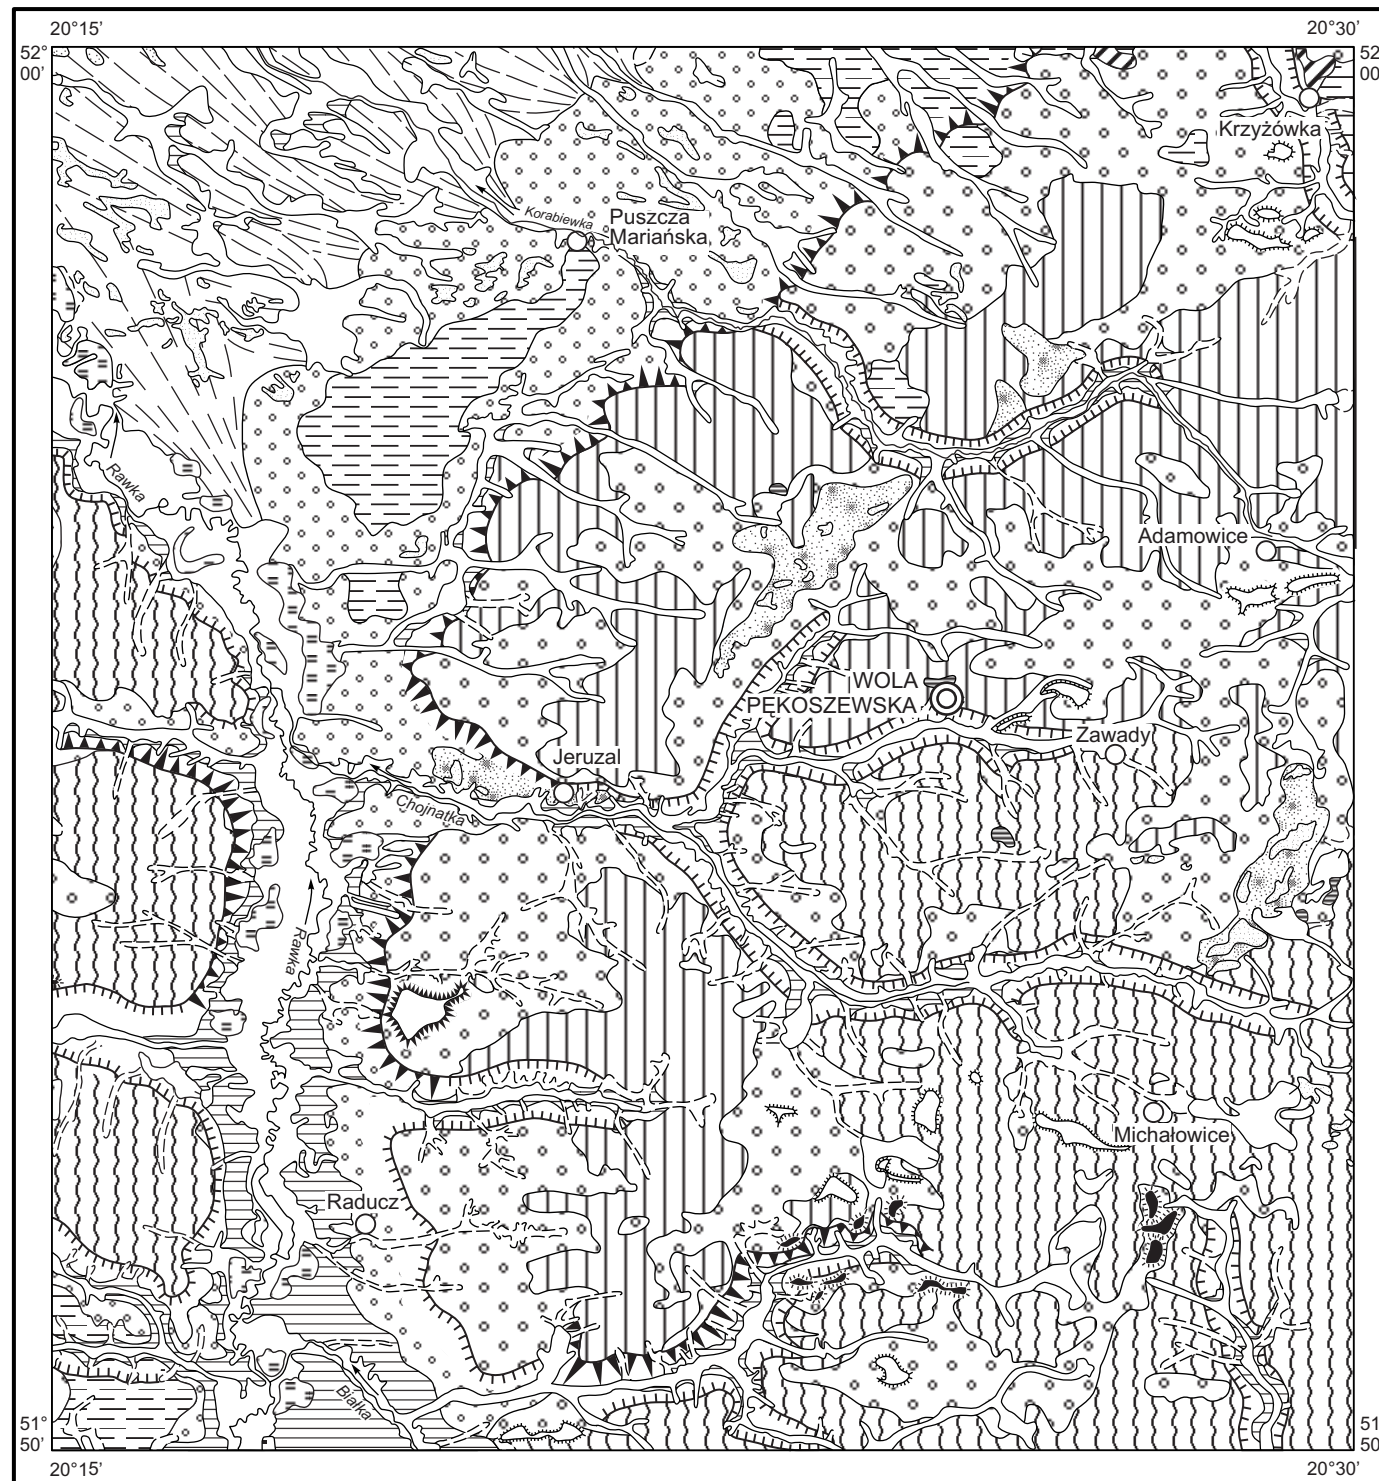 20°15’
20°30’
52°
00’
52
00
Krzyżówka
Korabiewka
Puszcza
Mariańska
Rawka
Adamowice
WOLA
PĘKOSZEWSKA
Zawady
Jeruzal
Chojnatka
Rawka
Michałowice
Raducz
Białka
51°
50’
51
50
20°15’
20°30’